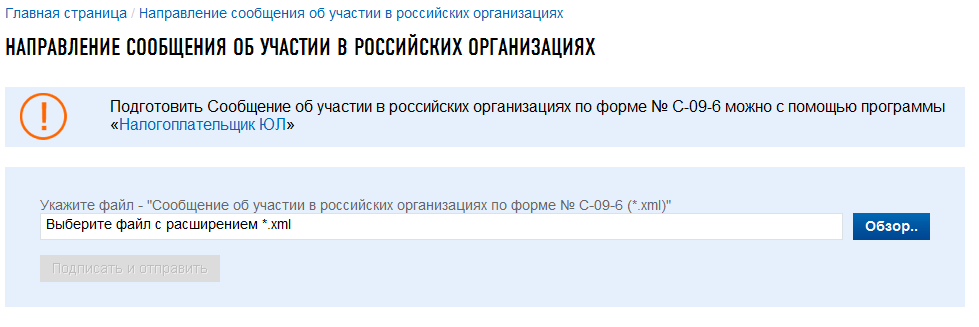 Главная страница / Направление сообщения об участии в российских организациях
НАПРАВЛЕНИЕ СООБЩЕНИЯ ОБ УЧАСТИИ В РОССИЙСКИХ ОРГАНИЗАЦИЯХ
Подготовить Сообщение об участии в российских организациях по форме № С-09-6 можно с помощью программы
«Налогоплательщик ЮЛ»
Укажите файл - "Сообщение об участии в российских организациях по форме № С-09-6 (*.xml)"
Выберите файл с расширением *.xml
Обзор..
Подписать и отправить